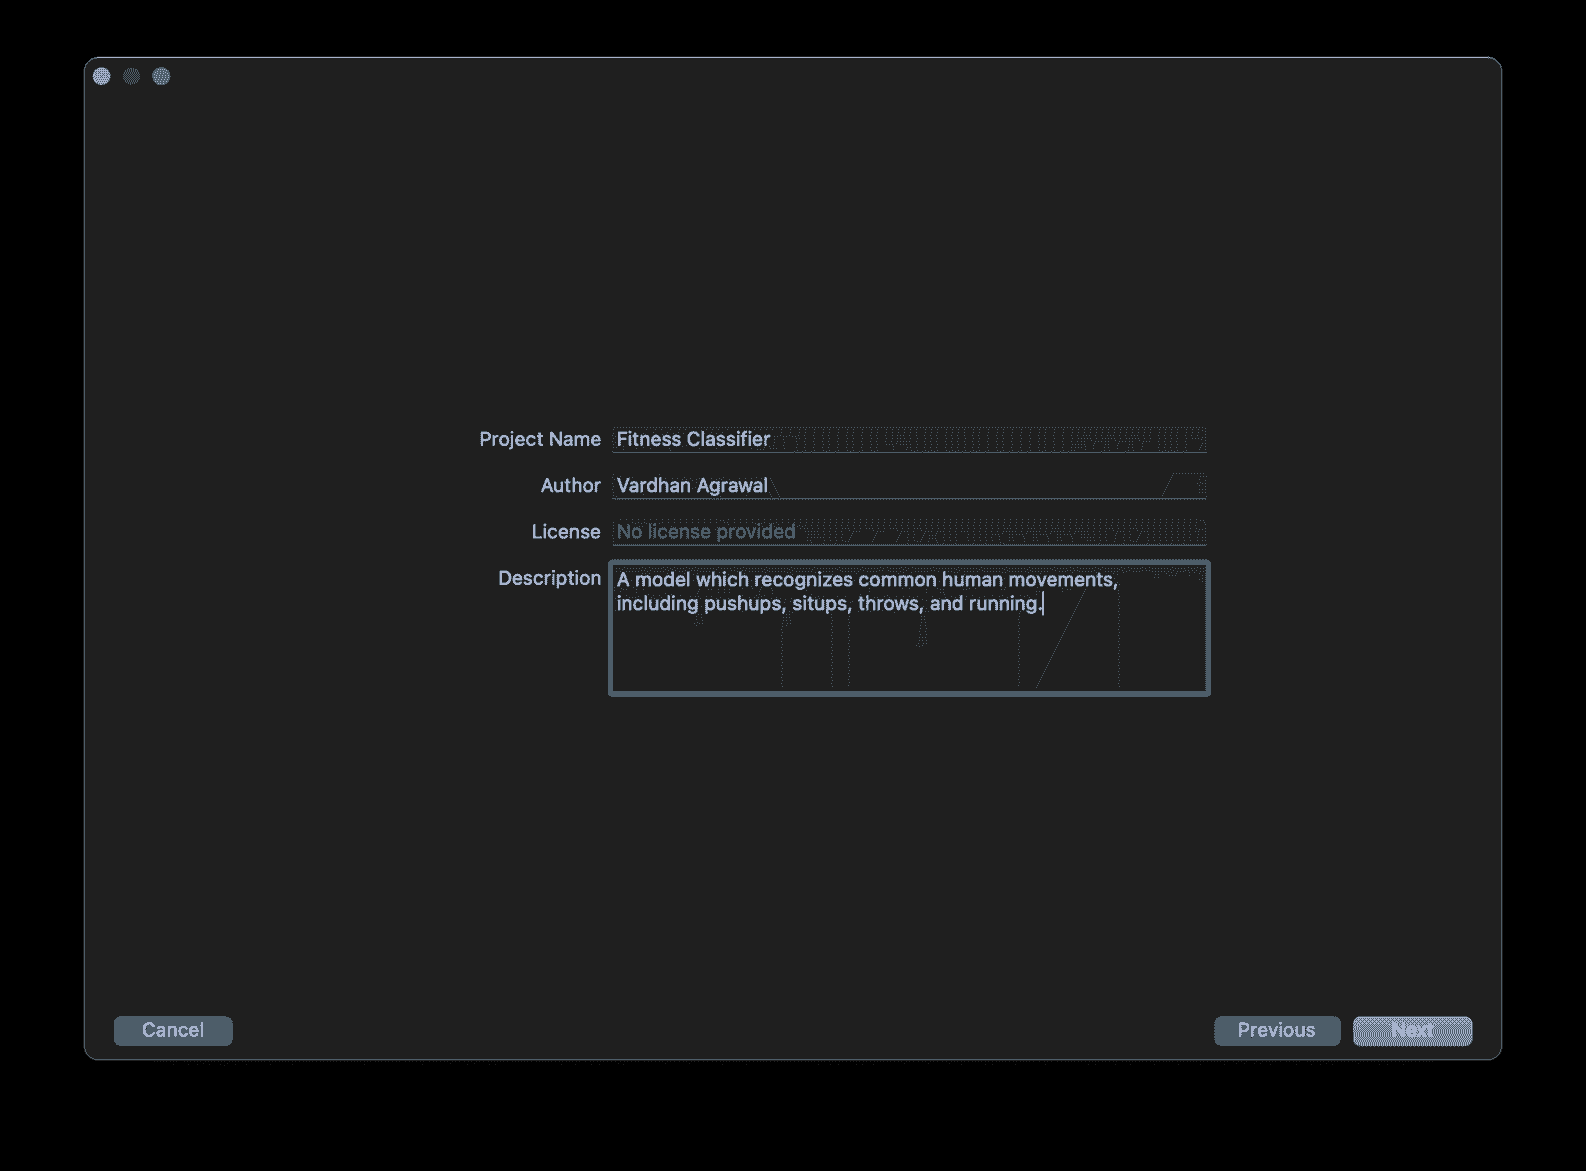 Project Name Fitness Classifier
Author Vardhan Agrawal
License No license provided
Description A model which recognizes common human movements,
including pushups, situps, throws, and running.
Cancel Previous Next